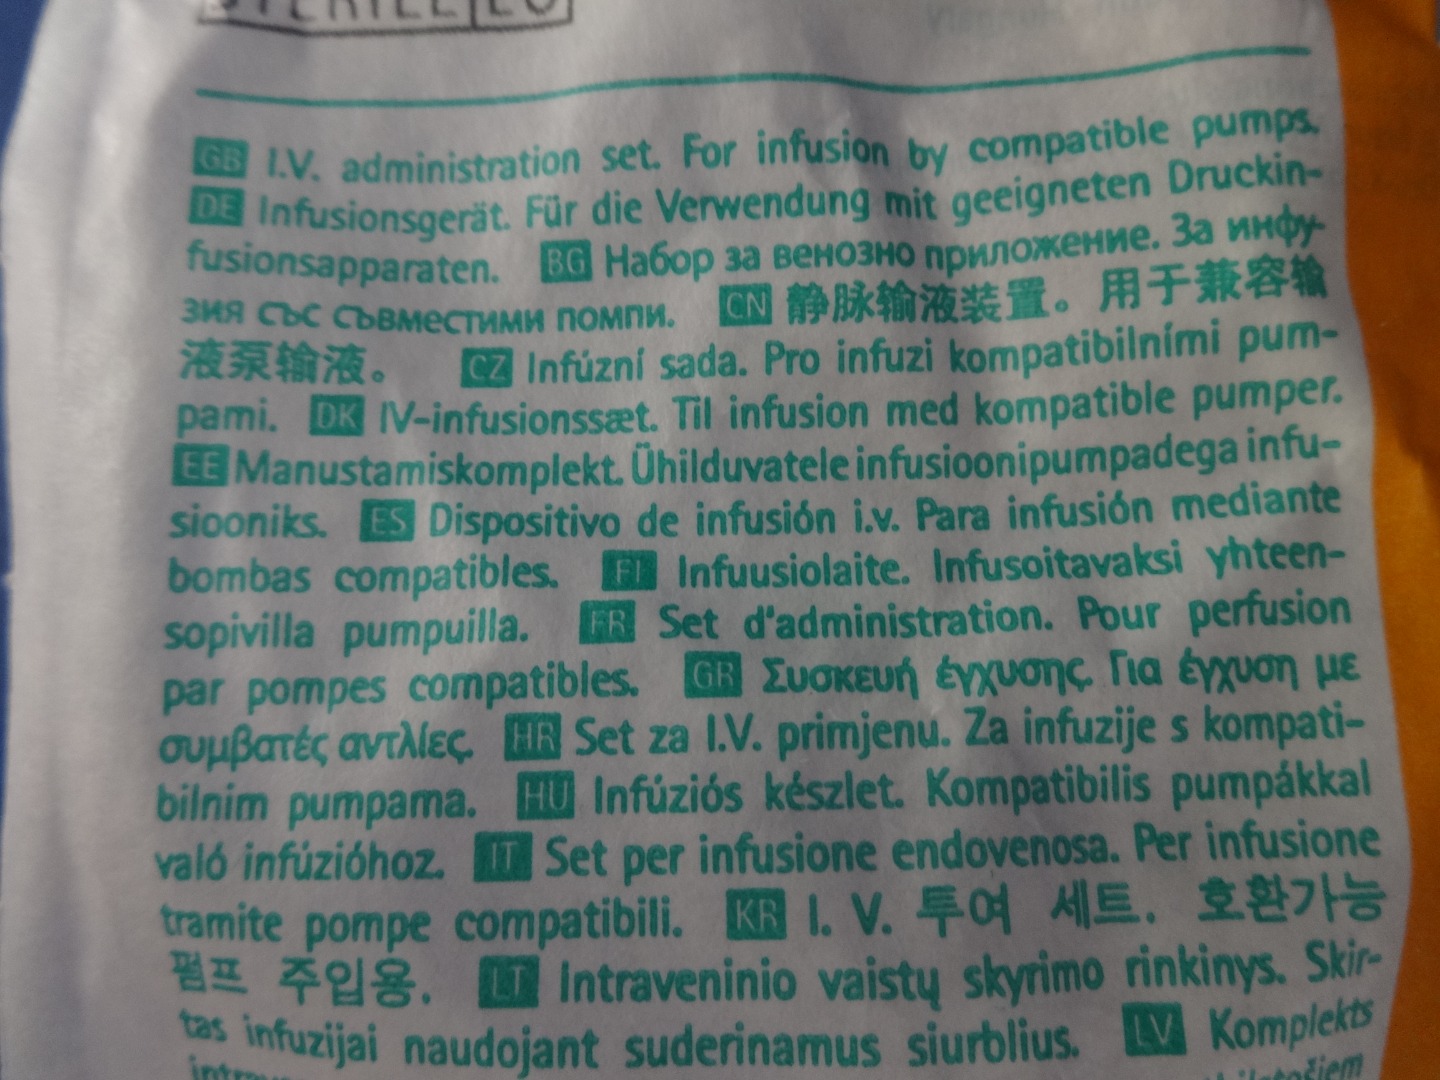 STERILE EO
GB I.V. administration set. For infusion by compatible pumps.
DE Infusionsgerät. Für die Verwendung mit geeigneten Druckin-
fusionsapparaten. BG Набор за венозно приложение. За инфу-
зия със съвместими помпи. CN 静脉输液装置。用于兼容输
液泵输液。 CZ Infúzní sada. Pro infuzi kompatibilními pum-
pami. DK IV-infusionssæt. Til infusion med kompatible pumper.
EE Manustamiskomplekt. Ühilduvatele infusioonipumpadega infu-
siooniks. ES Dispositivo de infusión i.v. Para infusión mediante
bombas compatibles. FI Infuusiolaite. Infusoitavaksi yhteen-
sopivilla pumpuilla. FR Set d'administration. Pour perfusion
par pompes compatibles. GR Συσκευή έγχυσης. Για έγχυση με
συμβατές αντλίες. HR Set za I.V. primjenu. Za infuzije s kompati-
bilnim pumpama. HU Infúziós készlet. Kompatibilis pumpákkal
való infúzióhoz. IT Set per infusione endovenosa. Per infusione
tramite pompe compatibili. KR I. V. 투여 세트. 호환가능
펌프 주입용. LT Intraveninio vaistų skyrimo rinkinys. Skir-
tas infuzijai naudojant suderinamus siurblius. LV Komplekts